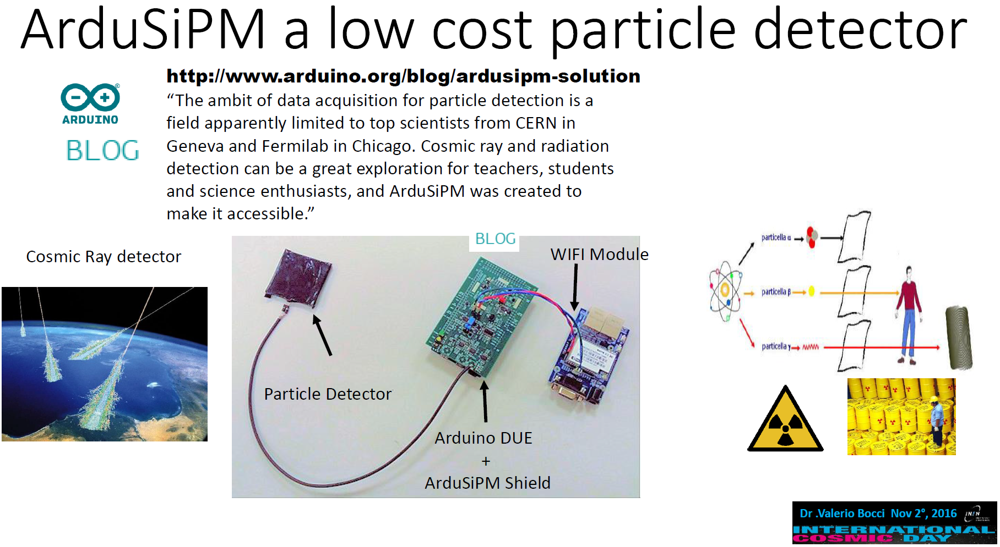 ArduSiPM a low cost particle detector
http://www.arduino.org/blog/ardusipm-solution
ARDUINO
BLOG
“The ambit of data acquisition for particle detection is a
field apparently limited to top scientists from CERN in
Geneva and Fermilab in Chicago. Cosmic ray and radiation
detection can be a great exploration for teachers, students
and science enthusiasts, and ArduSiPM was created to
make it accessible.”
Cosmic Ray detector
BLOG
WIFI Module
Particle Detector
Arduino DUE
+
ArduSiPM Shield
particella α
particella β
particella γ
Dr .Valerio Bocci Nov 2°, 2016
INFN
INTERNATIONAL
COSMIC DAY